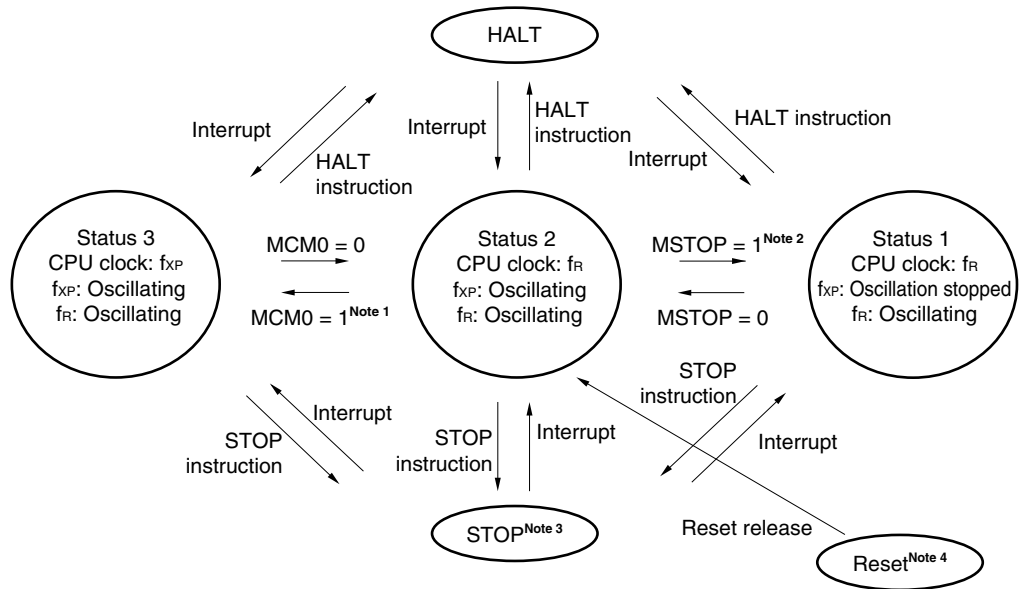 HALT
Interrupt
HALT
instruction
Interrupt
HALT
instruction
HALT instruction
Interrupt
Status 3
CPU clock: fXP
fXP: Oscillating
fR: Oscillating
MCM0 = 0
MCM0 = 1Note 1
Status 2
CPU clock: fR
fXP: Oscillating
fR: Oscillating
MSTOP = 1Note 2
MSTOP = 0
Status 1
CPU clock: fR
fXP: Oscillation stopped
fR: Oscillating
STOP
instruction
Interrupt
STOP
instruction
Interrupt
STOP
instruction
Interrupt
STOPNote 3
Reset release
ResetNote 4